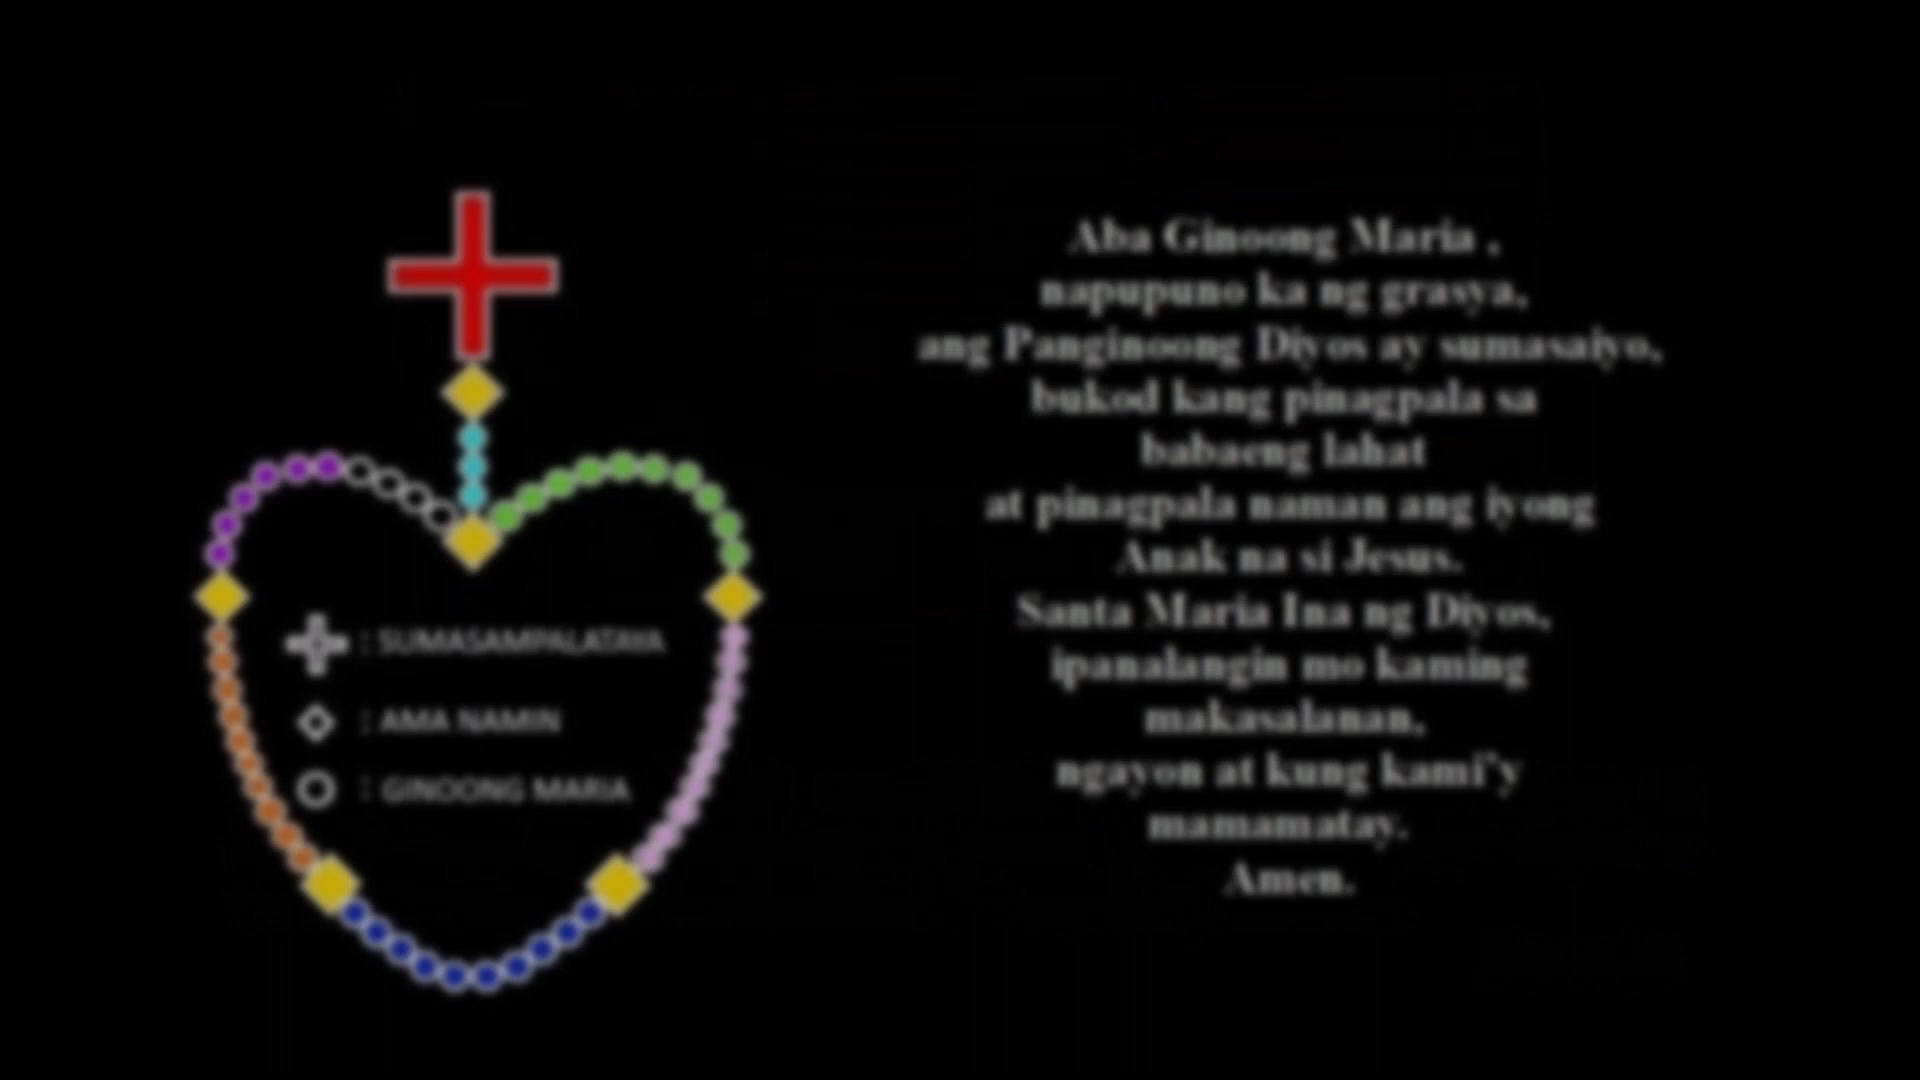 Aba Ginoong Maria ,
napupuno ka ng grasya,
ang Panginoong Diyos ay sumasaiyo,
bukod kang pinagpala sa
babaeng lahat
at pinagpala naman ang iyong
Anak na si Jesus.
Santa Maria Ina ng Diyos,
ipanalangin mo kaming
makasalanan,
ngayon at kung kami'y
mamamatay.
Amen.
: SUMASAMPALATAYA
: AMA NAMIN
: GINOONG MARIA